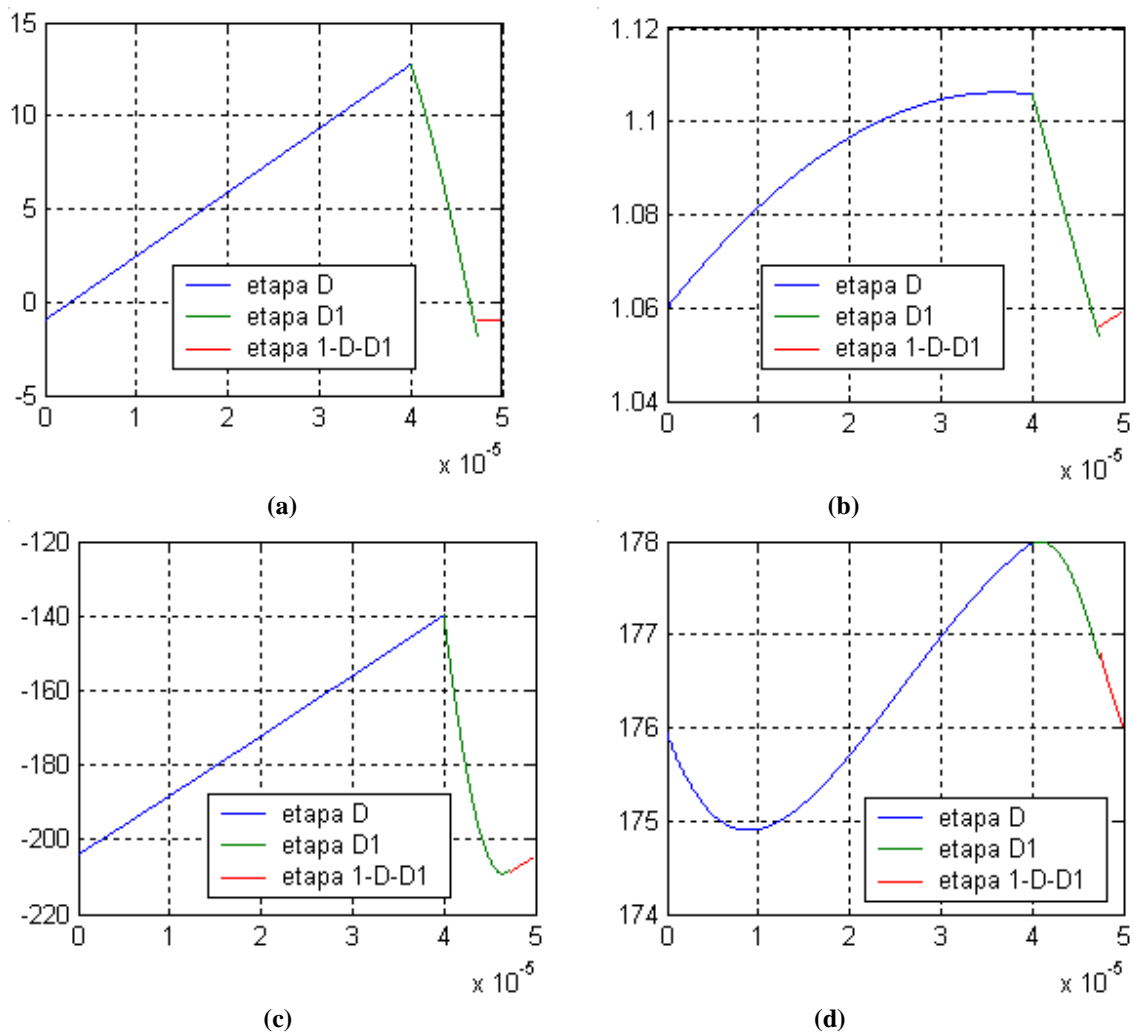 15
10
5
0
-5
0 1 2 3 4 5
x 10-5
etapa D
etapa D1
etapa 1-D-D1
(a)
1.12
1.1
1.08
1.06
1.04
0 1 2 3 4 5
x 10-5
etapa D
etapa D1
etapa 1-D-D1
(b)
-120
-140
-160
-180
-200
-220
0 1 2 3 4 5
x 10-5
etapa D
etapa D1
etapa 1-D-D1
(c)
178
177
176
175
174
0 1 2 3 4 5
x 10-5
etapa D
etapa D1
etapa 1-D-D1
(d)